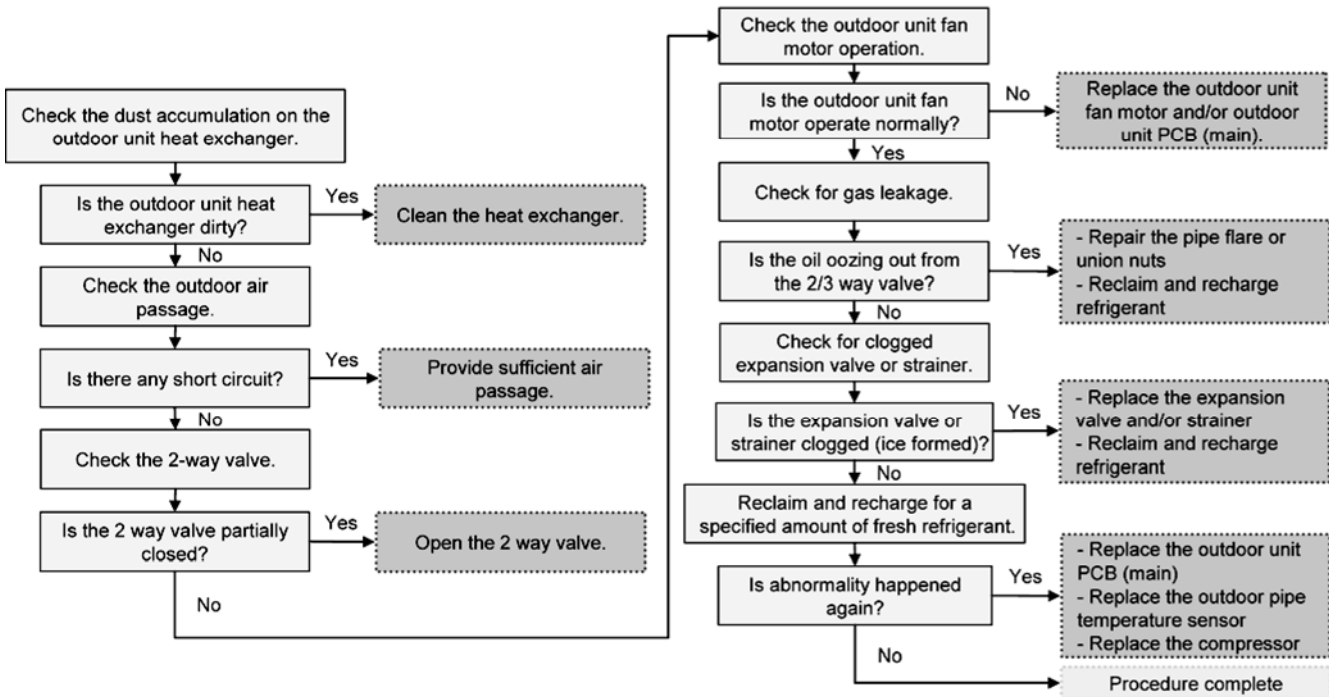 Check the dust accumulation on the
outdoor unit heat exchanger.
Is the outdoor unit heat
exchanger dirty?
Yes
Clean the heat exchanger.
No
Check the outdoor air
passage.
Is there any short circuit?
Yes
Provide sufficient air
passage.
No
Check the 2-way valve.
Is the 2 way valve partially
closed?
Yes
Open the 2 way valve.
No
Check the outdoor unit fan
motor operation.
Is the outdoor unit fan
motor operate normally?
No
Replace the outdoor unit
fan motor and/or outdoor
unit PCB (main).
Yes
Check for gas leakage.
Is the oil oozing out from
the 2/3 way valve?
Yes
- Repair the pipe flare or
union nuts
- Reclaim and recharge
refrigerant
No
Check for clogged
expansion valve or strainer.
Is the expansion valve or
strainer clogged (ice formed)?
Yes
- Replace the expansion
valve and/or strainer
- Reclaim and recharge
refrigerant
No
Reclaim and recharge for a
specified amount of fresh refrigerant.
Is abnormality happened
again?
Yes
- Replace the outdoor unit
PCB (main)
- Replace the outdoor pipe
temperature sensor
- Replace the compressor
No
Procedure complete